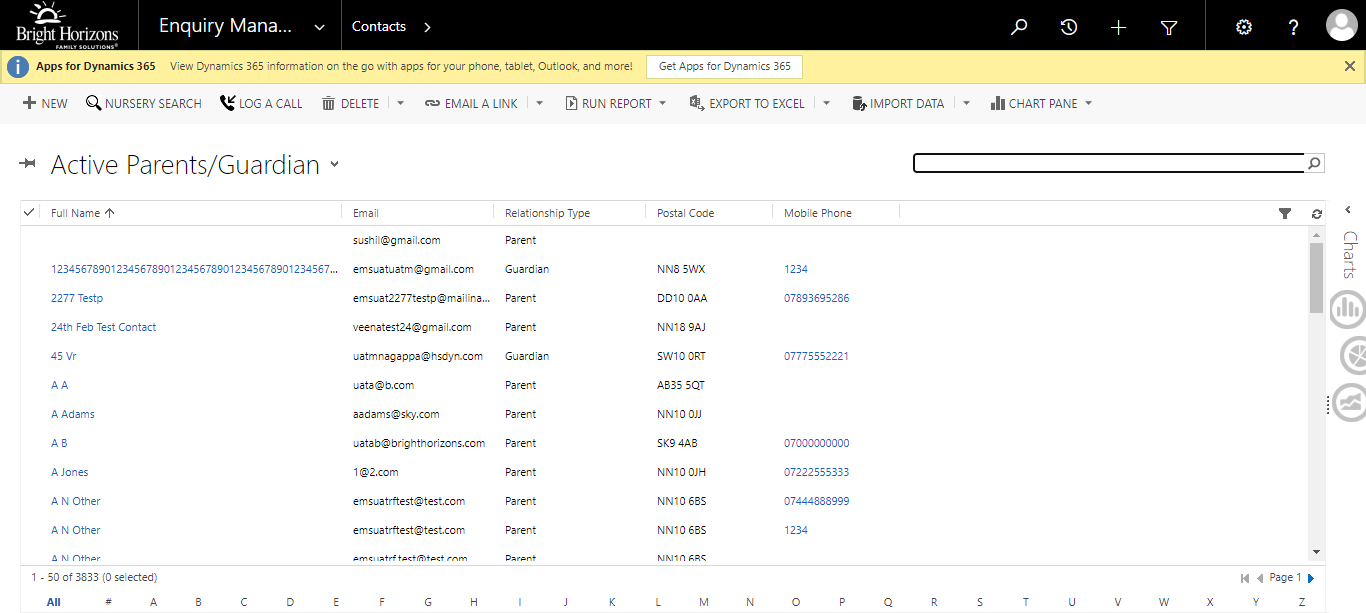 Bright Horizons
FAMILY SOLUTIONS
Enquiry Mana... Contacts
Apps for Dynamics 365 View Dynamics 365 information on the go with apps for your phone, tablet, Outlook, and more! Get Apps for Dynamics 365
NEW NURSERY SEARCH LOG A CALL DELETE EMAIL A LINK RUN REPORT EXPORT TO EXCEL IMPORT DATA CHART PANE
Active Parents/Guardian
Full Name Email Relationship Type Postal Code Mobile Phone
sushil@gmail.com Parent
12345678901234567890123456789012345678901234567... emsuatuatm@gmail.com Guardian NN8 5WX 1234
2277 Testp emsuat2277testp@mailina... Parent DD10 0AA 07893695286
24th Feb Test Contact veenatest24@gmail.com Parent NN18 9AJ
45 Vr uatmnagappa@hsdyn.com Guardian SW10 0RT 07775552221
A A uata@b.com Parent AB35 5QT
A Adams aadams@sky.com Parent NN10 0JJ
A B uatab@brighthorizons.com Parent SK9 4AB 07000000000
A Jones 1@2.com Parent NN10 0JH 07222555333
A N Other emsuatrftest@test.com Parent NN10 6BS 07444888999
A N Other emsuatrftest@test.com Parent NN10 6BS 1234
A N Other emsuatrf.test@test.com Parent NN10 6BS
Charts
1 - 50 of 3833 (0 selected) Page 1
All # A B C D E F G H I J K L M N O P Q R S T U V W X Y Z